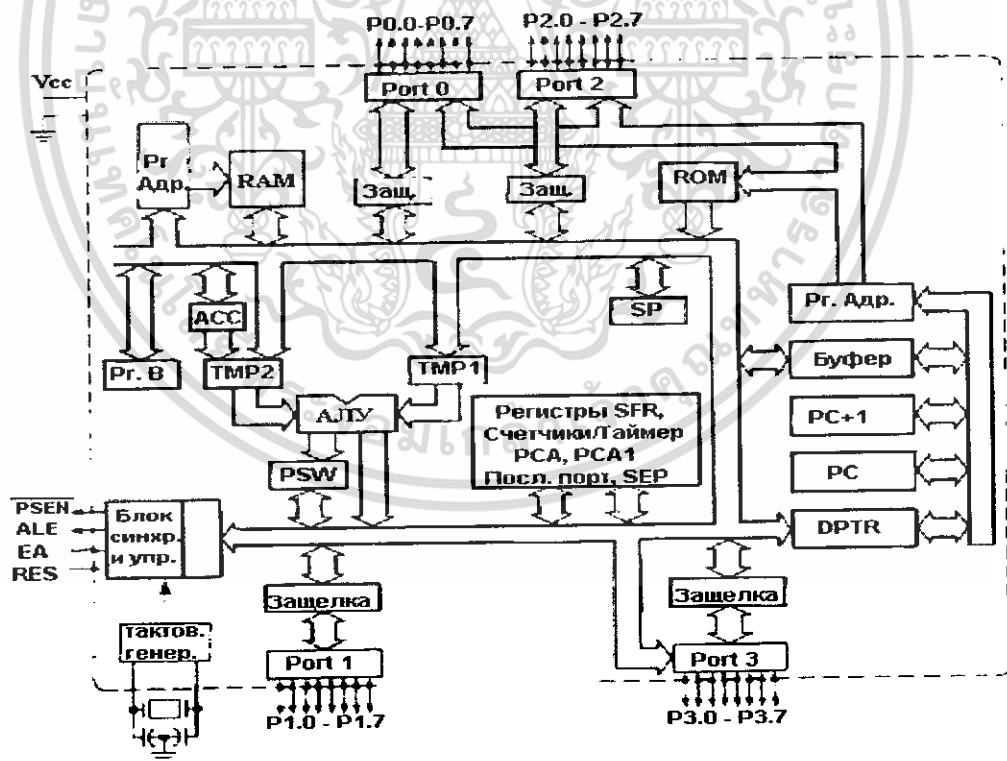 P0.0-P0.7
P2.0 - P2.7
Vcc
Port 0
Port 2
Рг
Адр.
RAM
Защ.
Защ.
ROM
ACC
SP
Рг. Адр.
Рг. В
TMP2
TMP1
Буфер
АЛУ
Регистры SFR,
Счетчики/Таймер
PCA, PCA1
Посл. порт, SEP
PC+1
PSW
PC
PSEN
ALE
EA
RES
Блок
синхр.
и упр.
DPTR
Защелка
Защелка
тактов.
генер.
Port 1
Port 3
P1.0 - P1.7
P3.0 - P3.7